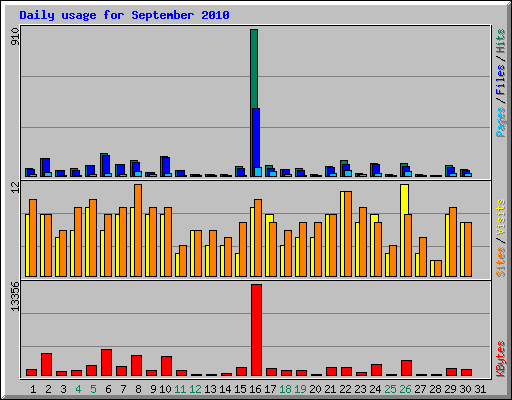 Daily usage for September 2010
910
Pages/Files/Hits
12
Sites/Visits
13356
KBytes
1 2 3 4 5 6 7 8 9 10 11 12 13 14 15 16 17 18 19 20 21 22 23 24 25 26 27 28 29 30 31